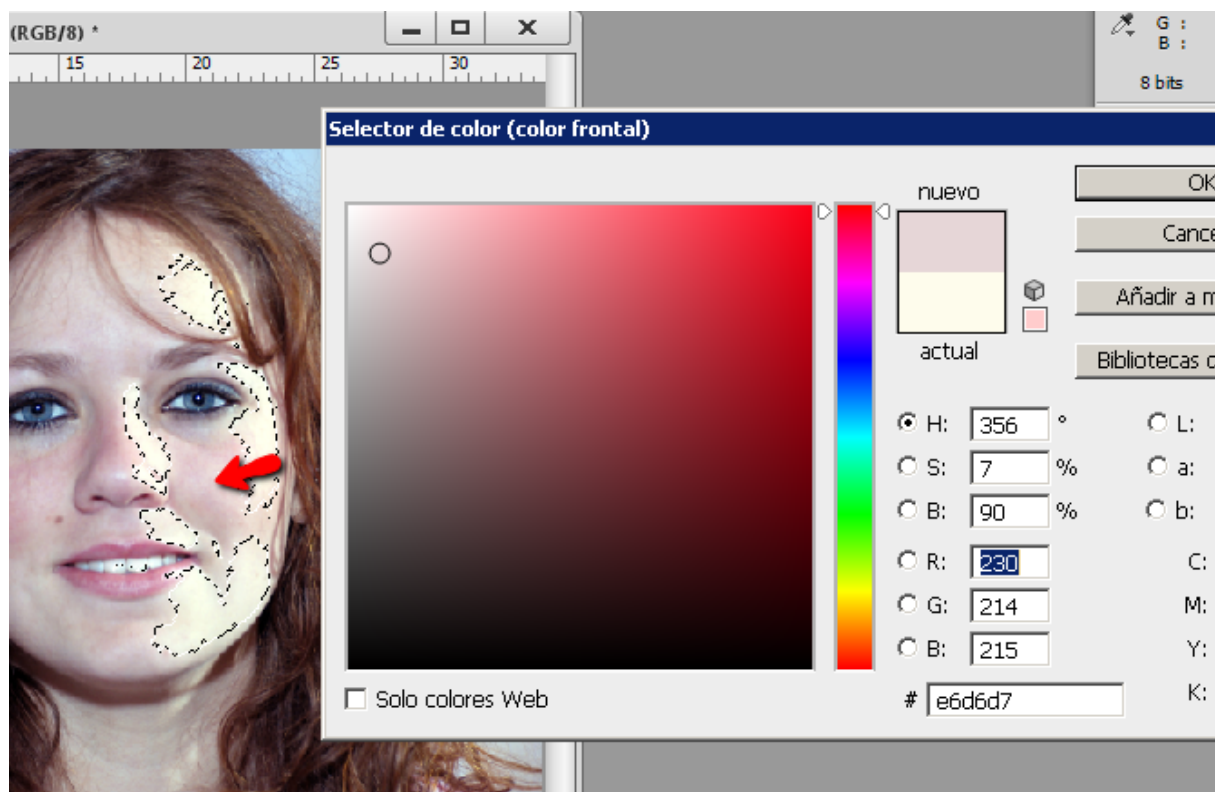 (RGB/8) *
15 20 25 30
G :
B :
8 bits
Selector de color (color frontal)
nuevo
actual
OK
Cance
Añadir a m
Bibliotecas d
H: 356 °
S: 7 %
B: 90 %
R: 230
G: 214
B: 215
# e6d6d7
L:
a:
b:
C:
M:
Y:
K:
Solo colores Web